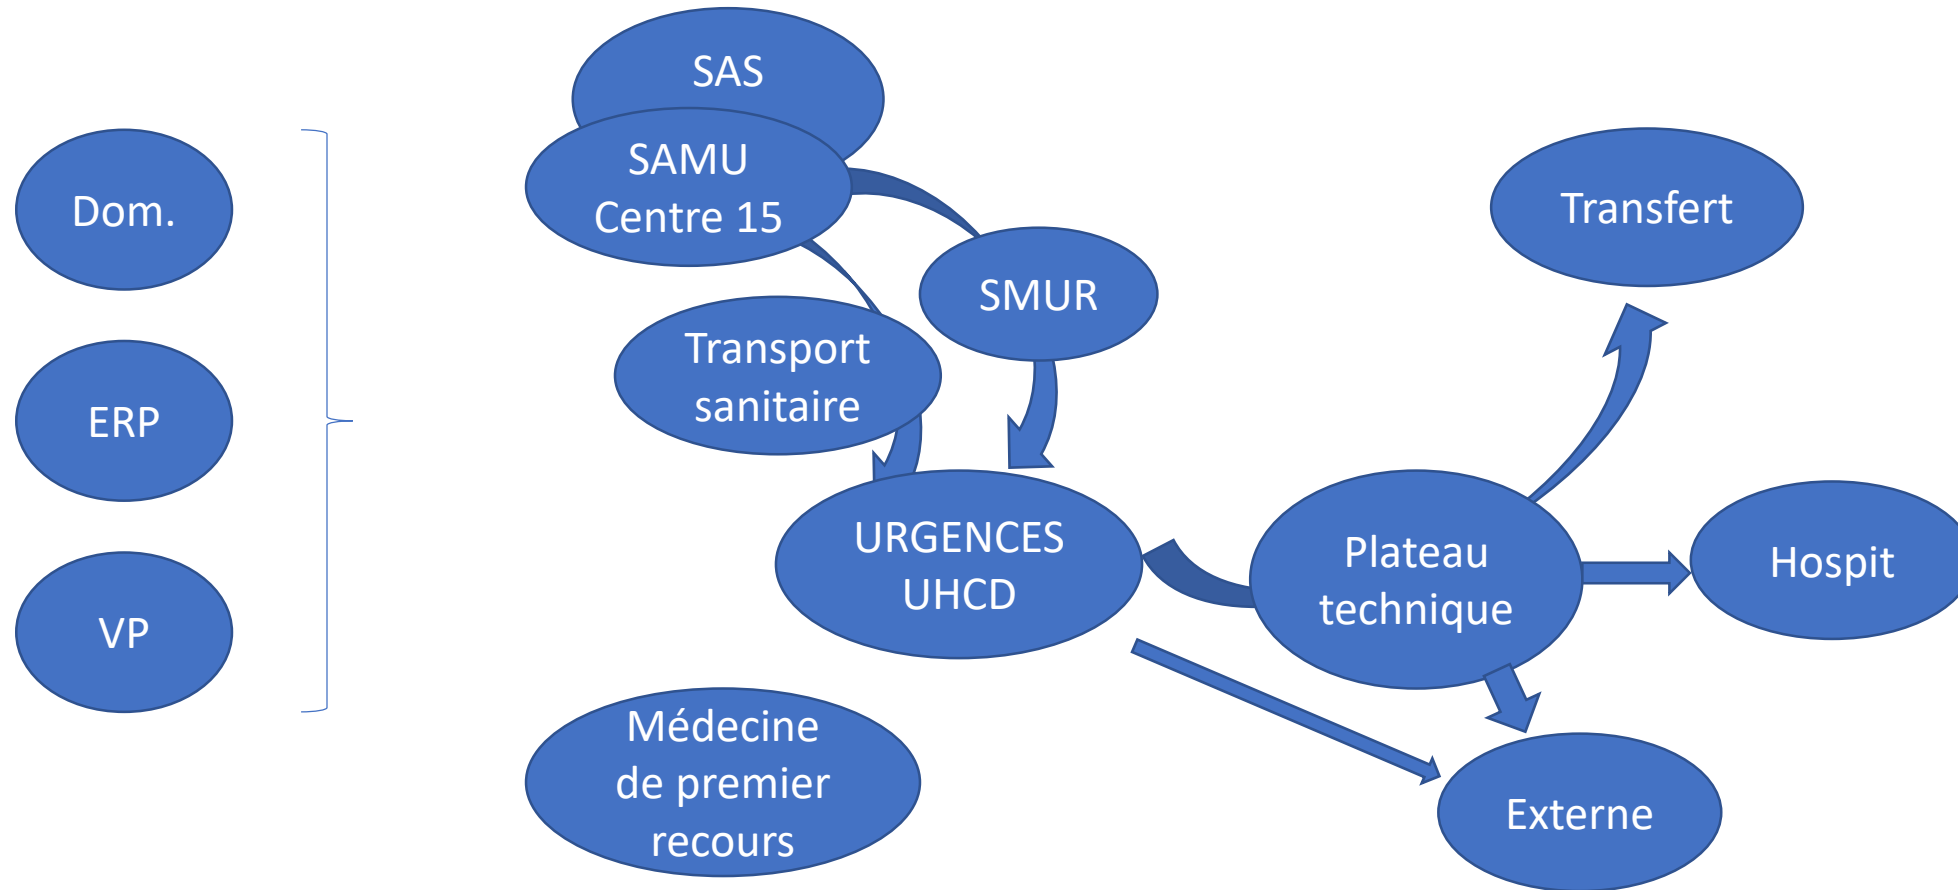 Dom.
ERP
VP
SAS
SAMU
Centre 15
SMUR
Transport
sanitaire
URGENCES
UHCD
Médecine
de premier
recours
Plateau
technique
Transfert
Hospit
Externe